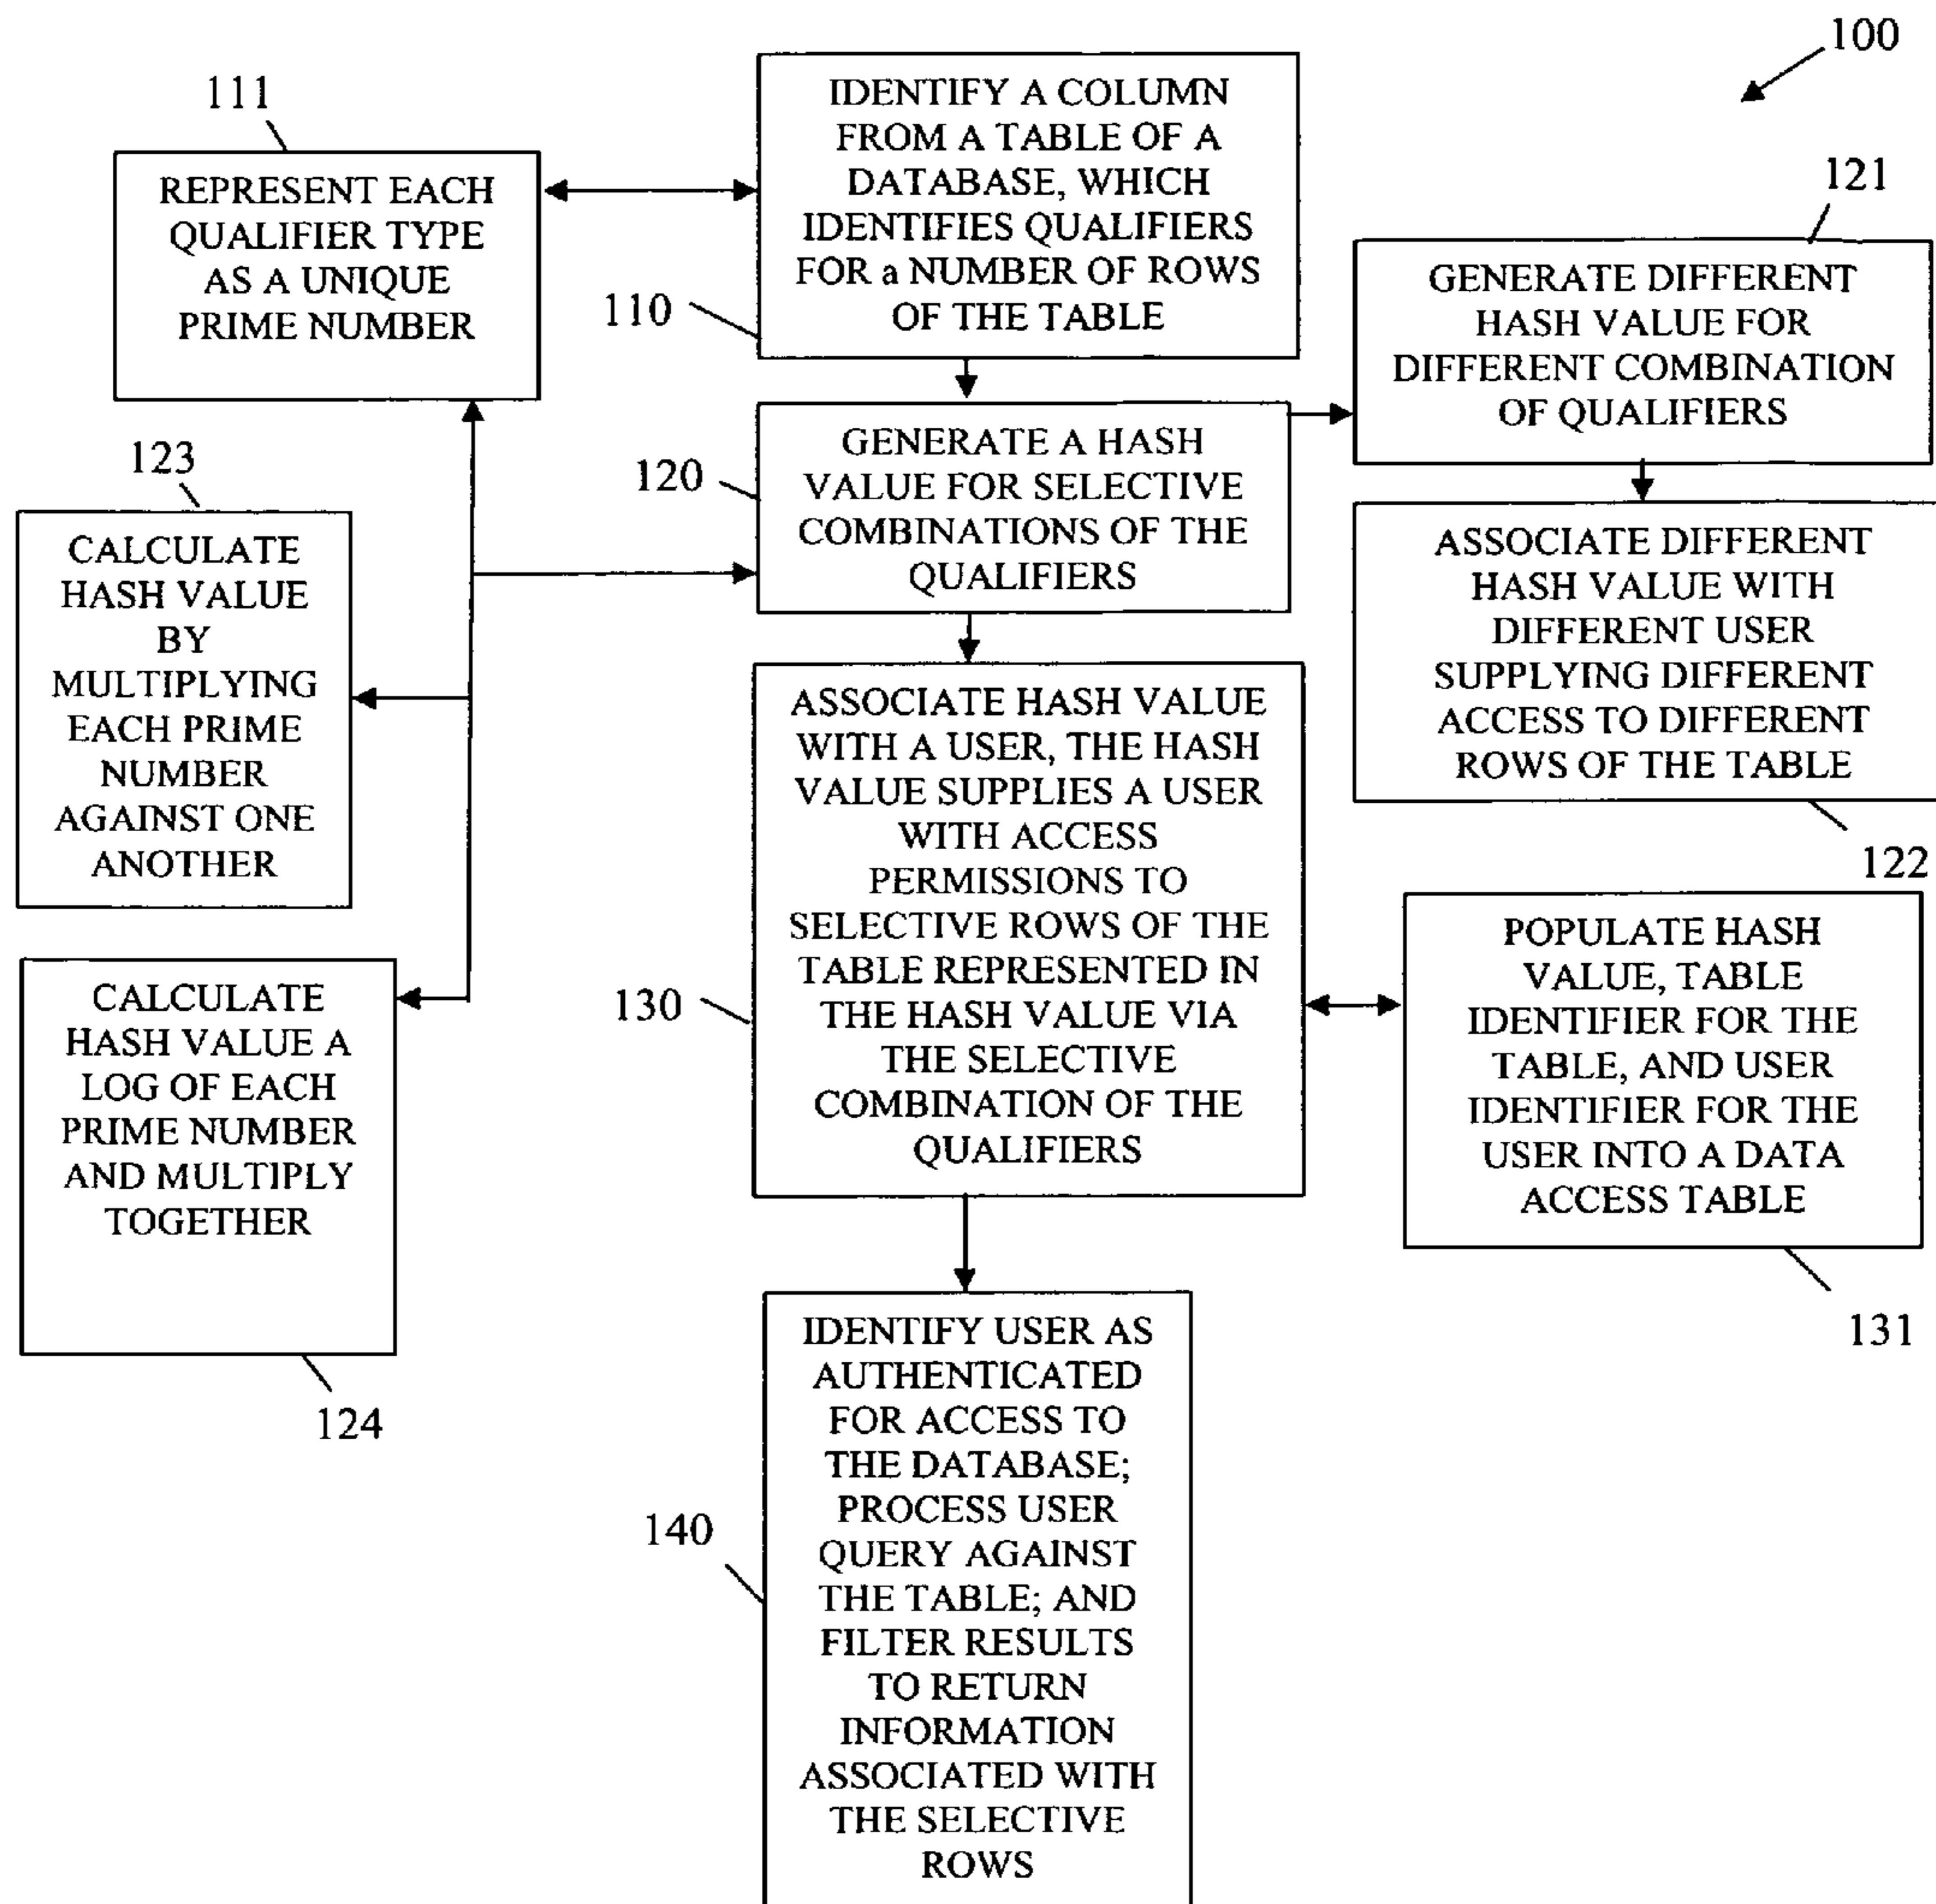 100
111
REPRESENT EACH
QUALIFIER TYPE
AS A UNIQUE
PRIME NUMBER
IDENTIFY A COLUMN
FROM A TABLE OF A
DATABASE, WHICH
IDENTIFIES QUALIFIERS
FOR a NUMBER OF ROWS
OF THE TABLE
110
121
GENERATE DIFFERENT
HASH VALUE FOR
DIFFERENT COMBINATION
OF QUALIFIERS
120
GENERATE A HASH
VALUE FOR SELECTIVE
COMBINATIONS OF THE
QUALIFIERS
123
CALCULATE
HASH VALUE
BY
MULTIPLYING
EACH PRIME
NUMBER
AGAINST ONE
ANOTHER
ASSOCIATE DIFFERENT
HASH VALUE WITH
DIFFERENT USER
SUPPLYING DIFFERENT
ACCESS TO DIFFERENT
ROWS OF THE TABLE
122
ASSOCIATE HASH VALUE
WITH A USER, THE HASH
VALUE SUPPLIES A USER
WITH ACCESS
PERMISSIONS TO
SELECTIVE ROWS OF THE
TABLE REPRESENTED IN
THE HASH VALUE VIA
THE SELECTIVE
COMBINATION OF THE
QUALIFIERS
130
POPULATE HASH
VALUE, TABLE
IDENTIFIER FOR THE
TABLE, AND USER
IDENTIFIER FOR THE
USER INTO A DATA
ACCESS TABLE
131
CALCULATE
HASH VALUE A
LOG OF EACH
PRIME NUMBER
AND MULTIPLY
TOGETHER
124
IDENTIFY USER AS
AUTHENTICATED
FOR ACCESS TO
THE DATABASE;
PROCESS USER
QUERY AGAINST
THE TABLE; AND
FILTER RESULTS
TO RETURN
INFORMATION
ASSOCIATED WITH
THE SELECTIVE
ROWS
140